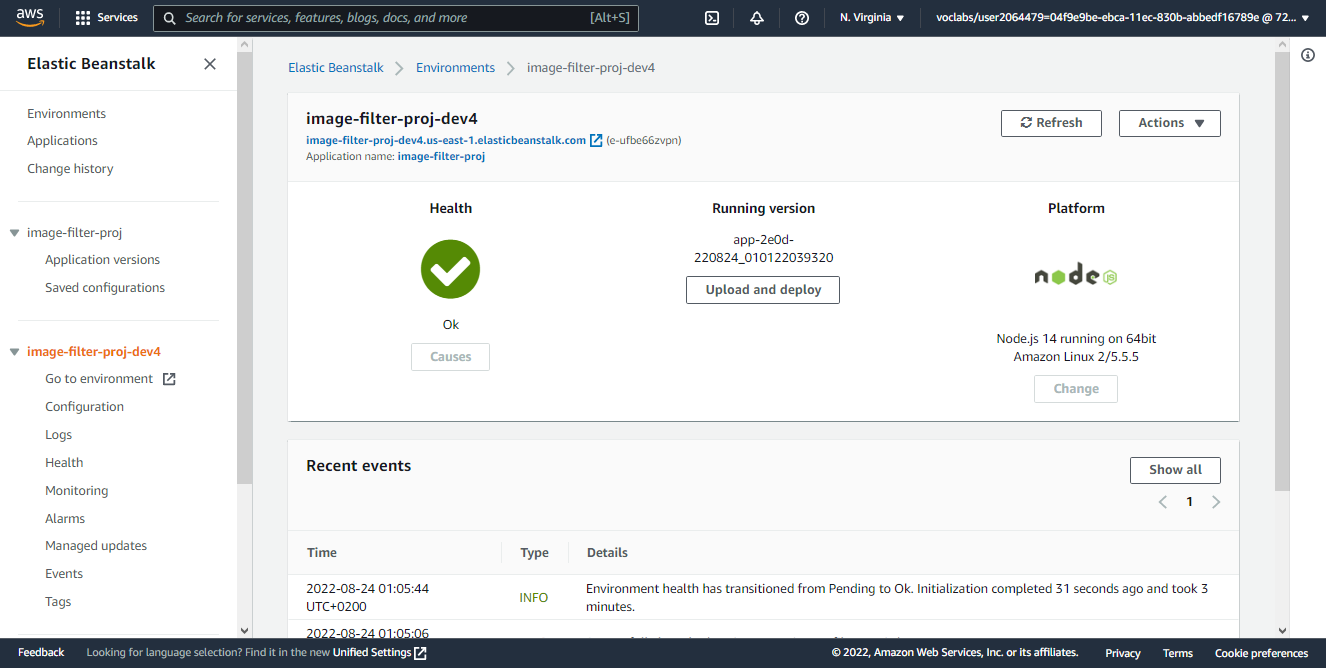 aws
Services
Search for services, features, blogs, docs, and more
[Alt+S]
N. Virginia
voclabs/user2064479=04f9e9be-ebca-11ec-830b-abbedf16789e @ 72...
Elastic Beanstalk
Environments
Applications
Change history
image-filter-proj
Application versions
Saved configurations
image-filter-proj-dev4
Go to environment
Configuration
Logs
Health
Monitoring
Alarms
Managed updates
Events
Tags
Elastic Beanstalk
Environments
image-filter-proj-dev4
image-filter-proj-dev4
image-filter-proj-dev4.us-east-1.elasticbeanstalk.com (e-ufbe66zvpn)
Application name: image-filter-proj
Refresh
Actions
Health
Ok
Causes
Running version
app-2e0d-
220824_010122039320
Upload and deploy
Platform
node JS
Node.js 14 running on 64bit
Amazon Linux 2/5.5.5
Change
Recent events
Show all
1
Time
Type
Details
2022-08-24 01:05:44
UTC+0200
INFO
Environment health has transitioned from Pending to Ok. Initialization completed 31 seconds ago and took 3
minutes.
2022-08-24 01:05:06
Feedback
Looking for language selection? Find it in the new Unified Settings
© 2022, Amazon Web Services, Inc. or its affiliates.
Privacy
Terms
Cookie preferences